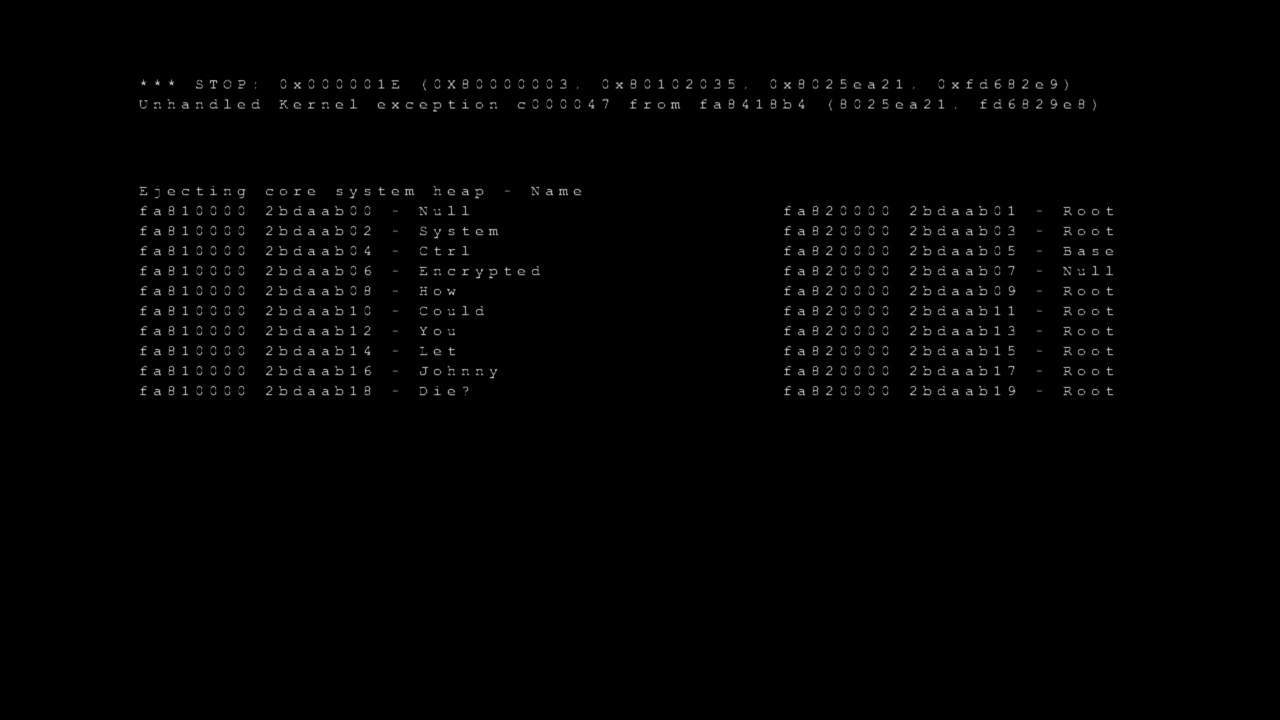 *** STOP: 0x000001E (0X80000003, 0x80102035, 0x8025ea21, 0xfd682e9)
Unhandled Kernel exception c000047 from fa8418b4 (8025ea21, fd6829e8)
Ejecting core system heap - Name
fa810000 2bdaab00 - Null fa820000 2bdaab01 - Root
fa810000 2bdaab02 - System fa820000 2bdaab03 - Root
fa810000 2bdaab04 - Ctrl fa820000 2bdaab05 - Base
fa810000 2bdaab06 - Encrypted fa820000 2bdaab07 - Null
fa810000 2bdaab08 - How fa820000 2bdaab09 - Root
fa810000 2bdaab10 - Could fa820000 2bdaab11 - Root
fa810000 2bdaab12 - You fa820000 2bdaab13 - Root
fa810000 2bdaab14 - Let fa820000 2bdaab15 - Root
fa810000 2bdaab16 - Johnny fa820000 2bdaab17 - Root
fa810000 2bdaab18 - Die? fa820000 2bdaab19 - Root